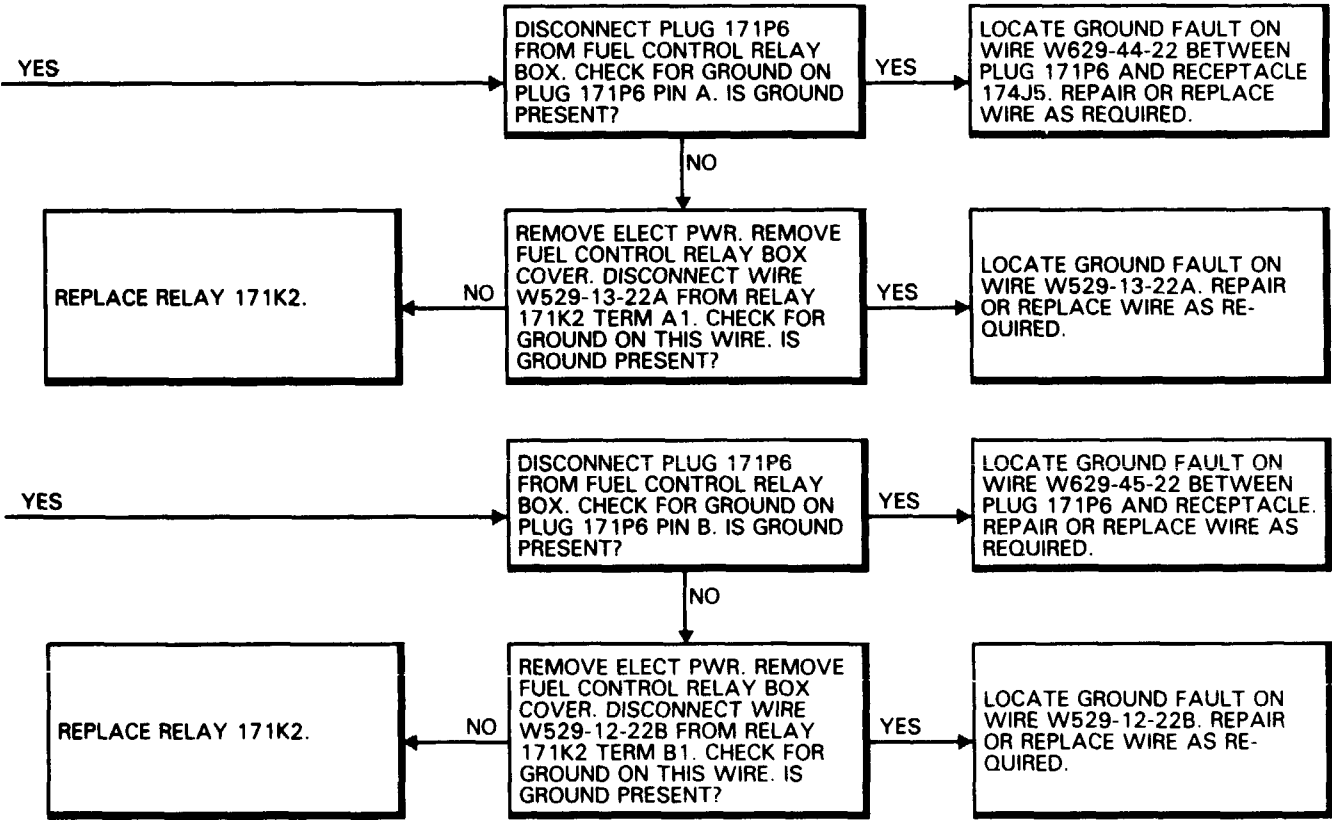 YES
DISCONNECT PLUG 171P6
FROM FUEL CONTROL RELAY
BOX. CHECK FOR GROUND ON
PLUG 171P6 PIN A. IS GROUND
PRESENT?
YES
LOCATE GROUND FAULT ON
WIRE W629-44-22 BETWEEN
PLUG 171P6 AND RECEPTACLE
174J5. REPAIR OR REPLACE
WIRE AS REQUIRED.
NO
REPLACE RELAY 171K2.
NO
REMOVE ELECT PWR. REMOVE
FUEL CONTROL RELAY BOX
COVER. DISCONNECT WIRE
W529-13-22A FROM RELAY
171K2 TERM A1. CHECK FOR
GROUND ON THIS WIRE. IS
GROUND PRESENT?
YES
LOCATE GROUND FAULT ON
WIRE W529-13-22A. REPAIR
OR REPLACE WIRE AS RE-
QUIRED.
YES
DISCONNECT PLUG 171P6
FROM FUEL CONTROL RELAY
BOX. CHECK FOR GROUND ON
PLUG 171P6 PIN B. IS GROUND
PRESENT?
YES
LOCATE GROUND FAULT ON
WIRE W629-45-22 BETWEEN
PLUG 171P6 AND RECEPTACLE.
REPAIR OR REPLACE WIRE AS
REQUIRED.
NO
REPLACE RELAY 171K2.
NO
REMOVE ELECT PWR. REMOVE
FUEL CONTROL RELAY BOX
COVER. DISCONNECT WIRE
W529-12-22B FROM RELAY
171K2 TERM B1. CHECK FOR
GROUND ON THIS WIRE. IS
GROUND PRESENT?
YES
LOCATE GROUND FAULT ON
WIRE W529-12-22B. REPAIR
OR REPLACE WIRE AS RE-
QUIRED.